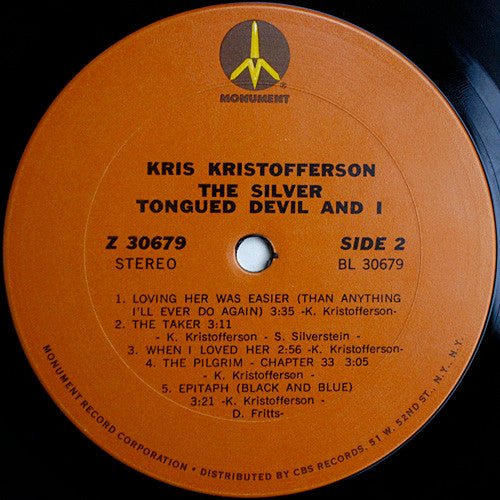 MONUMENT ®
KRIS KRISTOFFERSON
THE SILVER
TONGUED DEVIL AND I
Z 30679 SIDE 2
STEREO BL 30679
1. LOVING HER WAS EASIER (THAN ANYTHING
I'LL EVER DO AGAIN) 3:35 -K. Kristofferson-
2. THE TAKER 3:11
- K. Kristofferson - S. Silverstein -
3. WHEN I LOVED HER 2:56 -K. Kristofferson-
4. THE PILGRIM - CHAPTER 33 3:05
- K. Kristofferson -
5. EPITAPH (BLACK AND BLUE)
3:21 -K. Kristofferson -
D. Fritts-
MONUMENT RECORD CORPORATION • DISTRIBUTED BY CBS RECORDS, 51 W. 52ND ST., N.Y., N.Y.